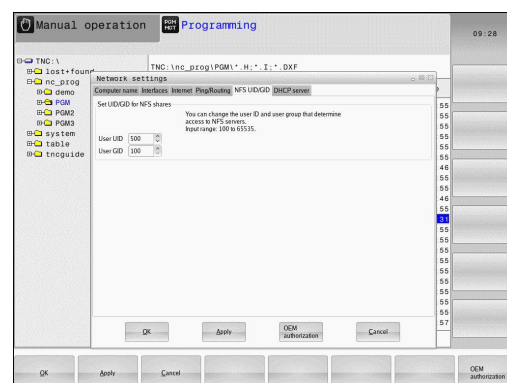 Manual operation
PGM MGT Programming
09:28
TNC:\
lost+found
nc_prog
demo
PGM
PGM2
PGM3
system
table
tncguide
TNC:\nc_prog\PGM\*.H;*.I;*.DXF
Network settings
Computer name Interfaces Internet Ping/Routing NFS UID/GID DHCP server
Set UID/GID for NFS shares
You can change the user ID and user group that determine
access to NFS servers.
Input range: 100 to 65535.
User UID 500
User GID 100
55
55
55
55
55
55
46
55
55
46
55
31
55
55
55
55
55
55
55
55
55
57
OK Apply OEM authorization Cancel
OK Apply Cancel OEM authorization